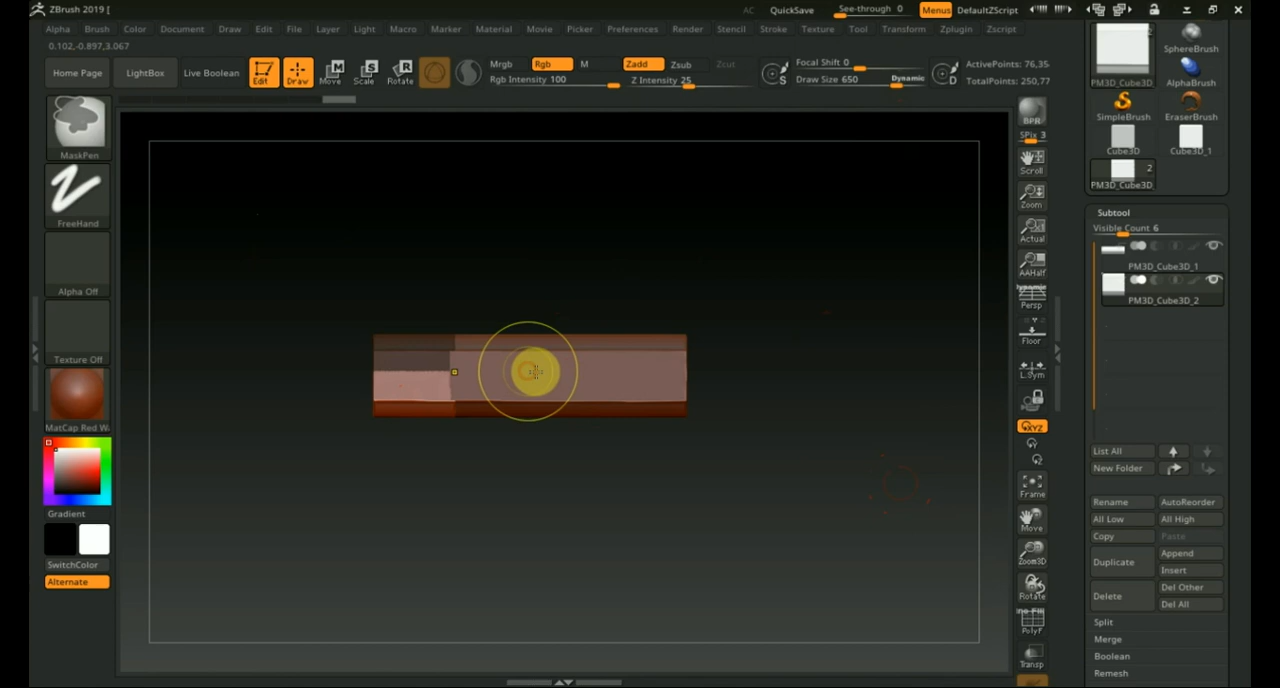 ZBrush 2019 [
AC QuickSave See-through 0 Menus DefaultZScript
Alpha Brush Color Document Draw Edit File Layer Light Macro Marker Material Movie Picker Preferences Render Stencil Stroke Texture Tool Transform Zplugin Zscript
0.102,-0.897,3.067
Home Page LightBox Live Boolean Edit Draw Move Scale Rotate
Mrgb Rgb M Zadd Zsub Zcut
Rgb Intensity 100 Z Intensity 25
Focal Shift 0
Draw Size 650 Dynamic
S
D
ActivePoints: 76,35
TotalPoints: 250,77
MaskPen
FreeHand
Alpha Off
Texture Off
MatCap Red W
Gradient
SwitchColor
Alternate
BPR
SPix 3
Scroll
Zoom
Actual
AAHalf
Dynamic
Persp
Floor
L.Sym
XYZ
Frame
Move
Zoom3D
Rotate
PolyF
Transp
2
PM3D_Cube3D
SphereBrush
AlphaBrush
SimpleBrush
EraserBrush
Cube3D
Cube3D_1
2
PM3D_Cube3D
Subtool
Visible Count 6
PM3D_Cube3D_1
PM3D_Cube3D_2
List All
New Folder
Rename AutoReorder
All Low All High
Copy Paste
Duplicate Append
Insert
Delete Del Other
Del All
Split
Merge
Boolean
Remesh